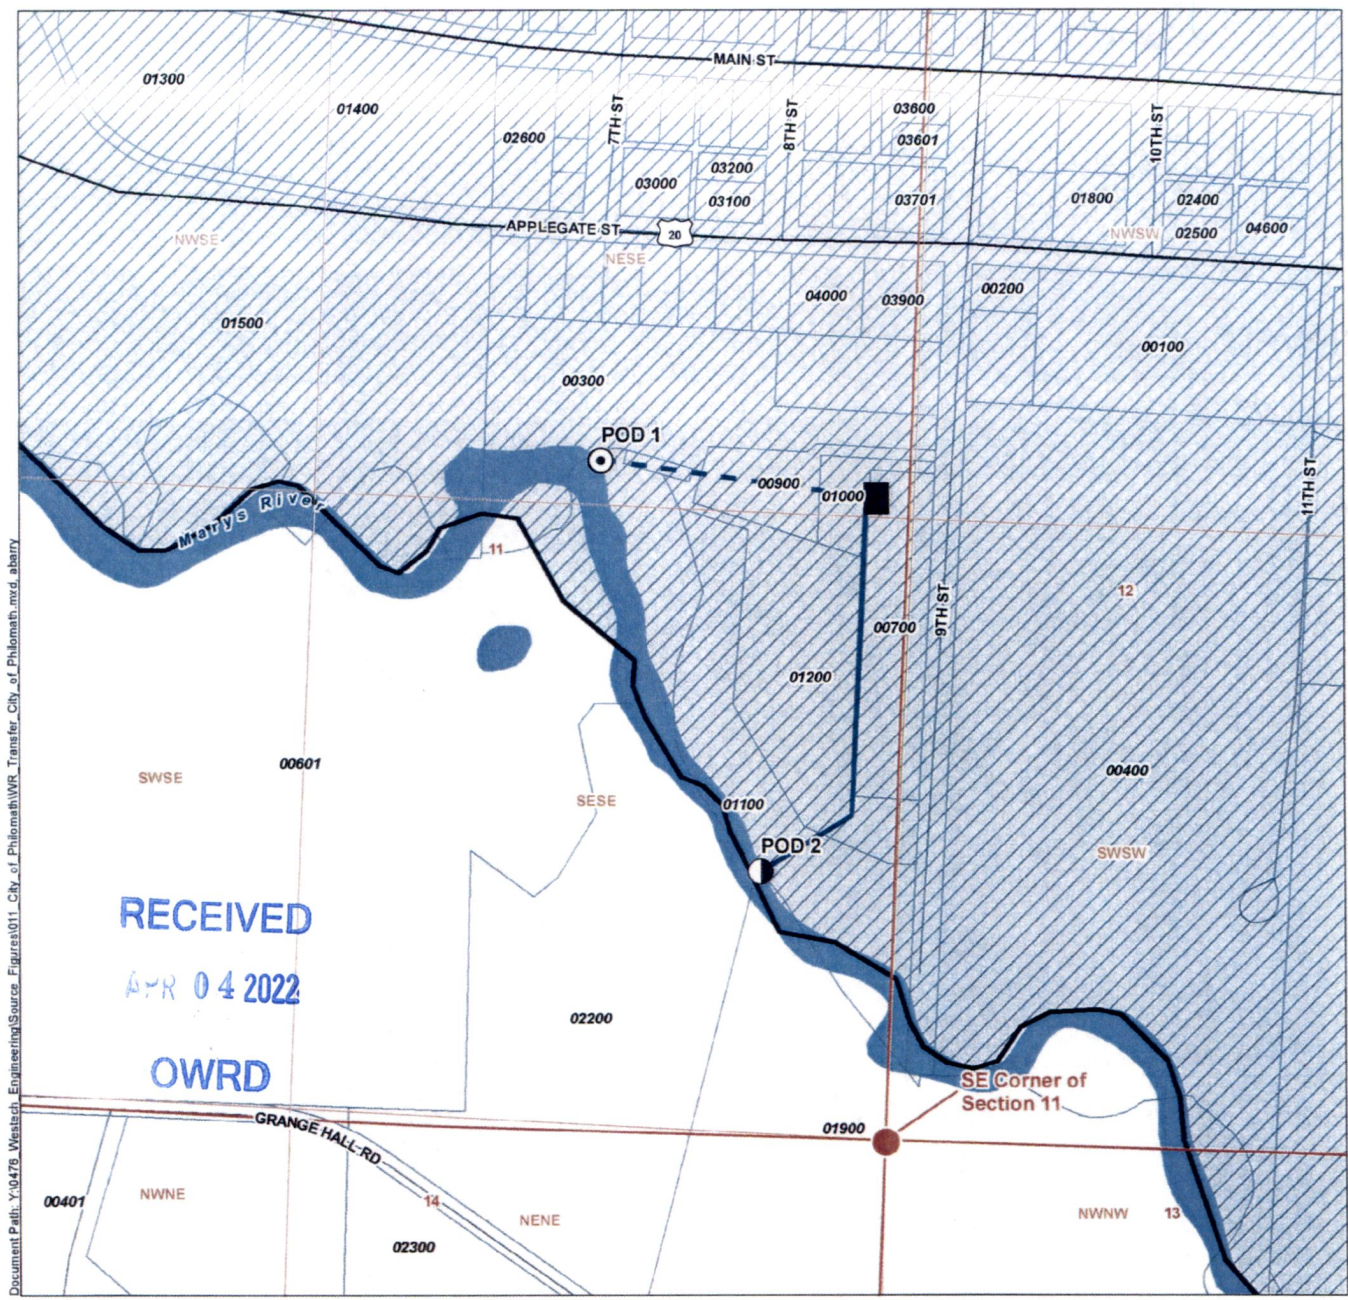 MAIN ST
01300
01400
02600
7TH ST
8TH ST
03600
03601
10TH ST
03200
03000
03100
03701
01800
02400
02500
04600
APPLEGATE ST
20
NWSE
NESE
NWSW
01500
04000
03900
00200
00100
00300
POD 1
00900
01000
11TH ST
Marys River
11
12
9TH ST
00700
01200
00601
SWSE
SESE
01100
00400
POD 2
SWSW
RECEIVED
APR 04 2022
OWRD
02200
SE Corner of
Section 11
GRANGE HALL RD
01900
00401
NWNE
14
NENE
02300
NWNW
13
Document Path: Y:\0476_Westech_Engineering\Source_Figures\011_City_of_Philomath\WR_Transfer_City_of_Philomath.mxd, abarry